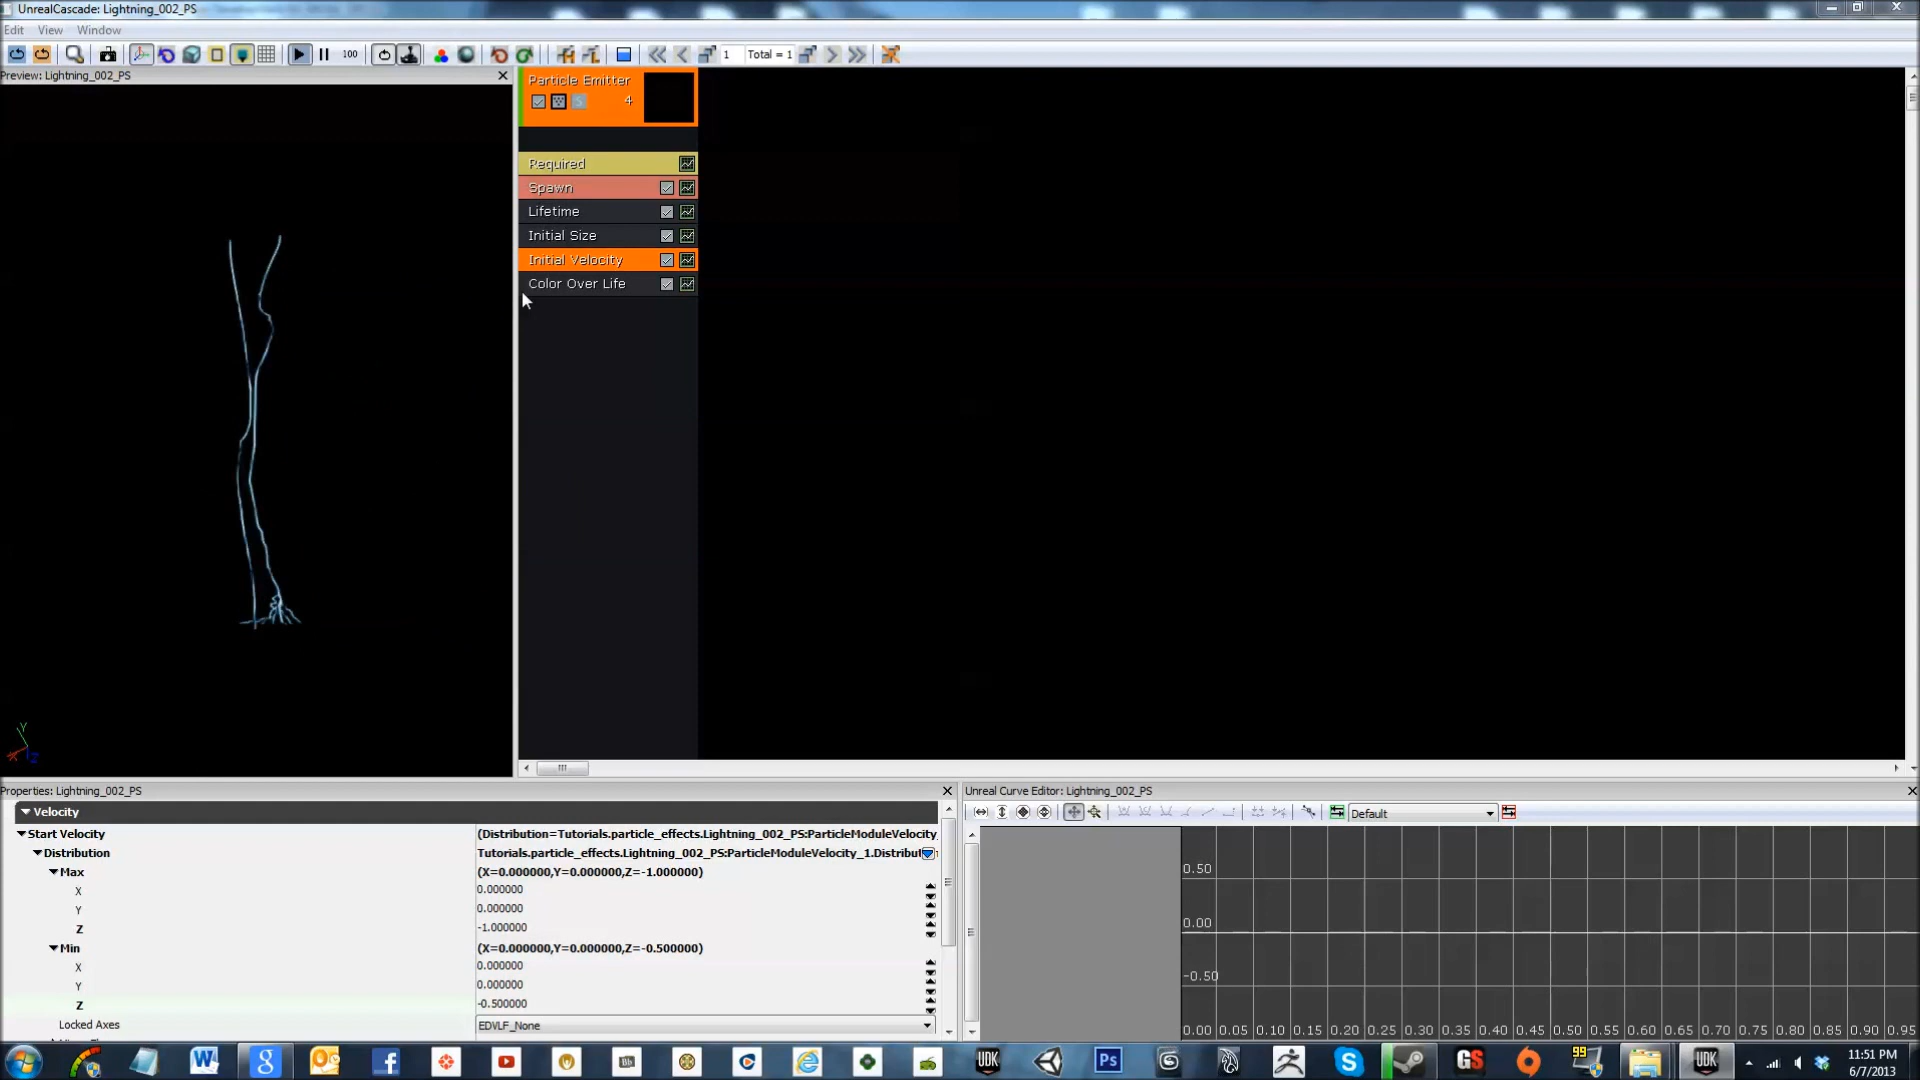 UnrealCascade: Lightning_002_PS
Edit View Window
100
1 Total = 1
Preview: Lightning_002_PS
Particle Emitter
S 4
Required
Spawn
Lifetime
Initial Size
Initial Velocity
Color Over Life
Y
X Z
Properties: Lightning_002_PS
Velocity
Start Velocity (Distribution=Tutorials.particle_effects.Lightning_002_PS:ParticleModuleVelocity_
Distribution Tutorials.particle_effects.Lightning_002_PS:ParticleModuleVelocity_1.Distribut
Max (X=0.000000,Y=0.000000,Z=-1.000000)
X 0.000000
Y 0.000000
Z -1.000000
Min (X=0.000000,Y=0.000000,Z=-0.500000)
X 0.000000
Y 0.000000
Z -0.500000
Locked Axes EDVLF_None
Unreal Curve Editor: Lightning_002_PS
Default
0.50
0.00
-0.50
0.00 0.05 0.10 0.15 0.20 0.25 0.30 0.35 0.40 0.45 0.50 0.55 0.60 0.65 0.70 0.75 0.80 0.85 0.90 0.95
W g f Bb UDK Ps S GS 99 UDK
11:51 PM
6/7/2013